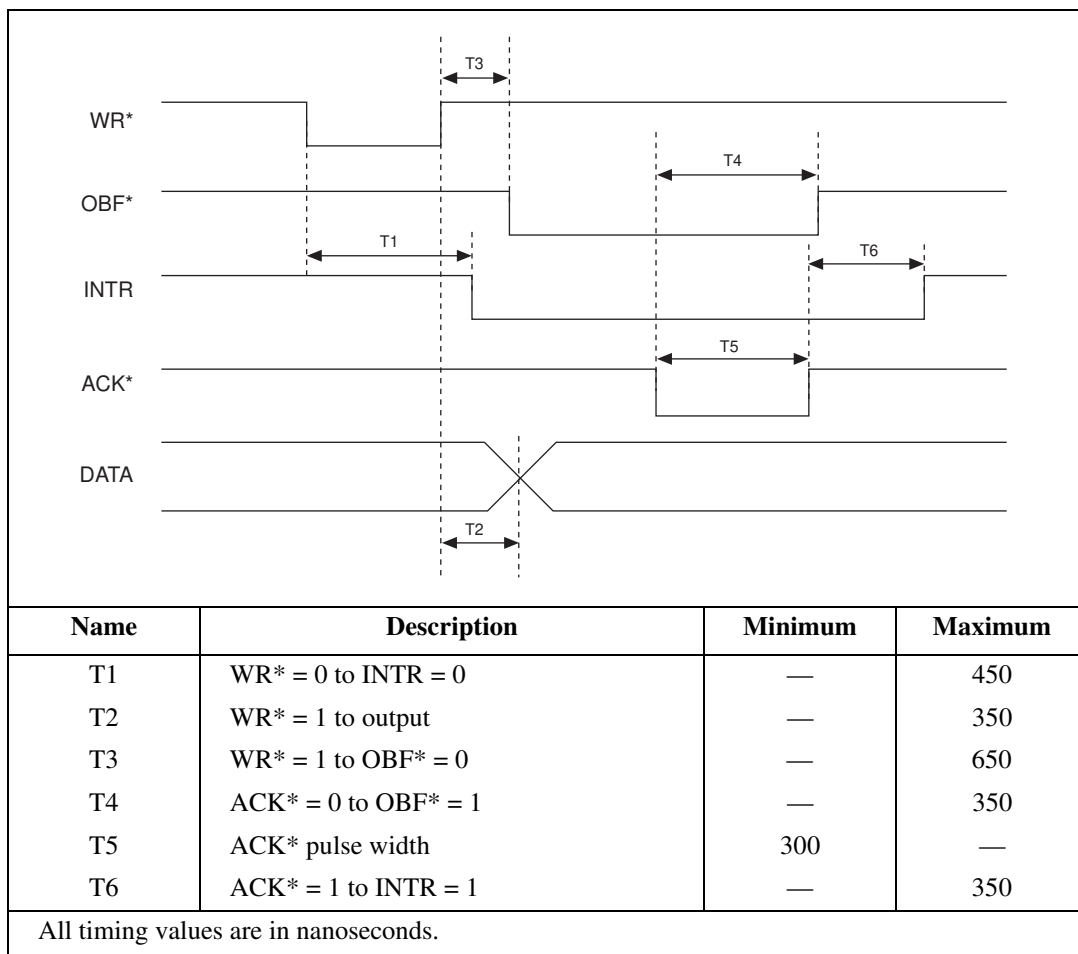 T3
WR*
T4
OBF*
T1
T6
INTR
T5
ACK*
DATA
T2
Name Description Minimum Maximum
T1 WR* = 0 to INTR = 0 — 450
T2 WR* = 1 to output — 350
T3 WR* = 1 to OBF* = 0 — 650
T4 ACK* = 0 to OBF* = 1 — 350
T5 ACK* pulse width 300 —
T6 ACK* = 1 to INTR = 1 — 350
All timing values are in nanoseconds.